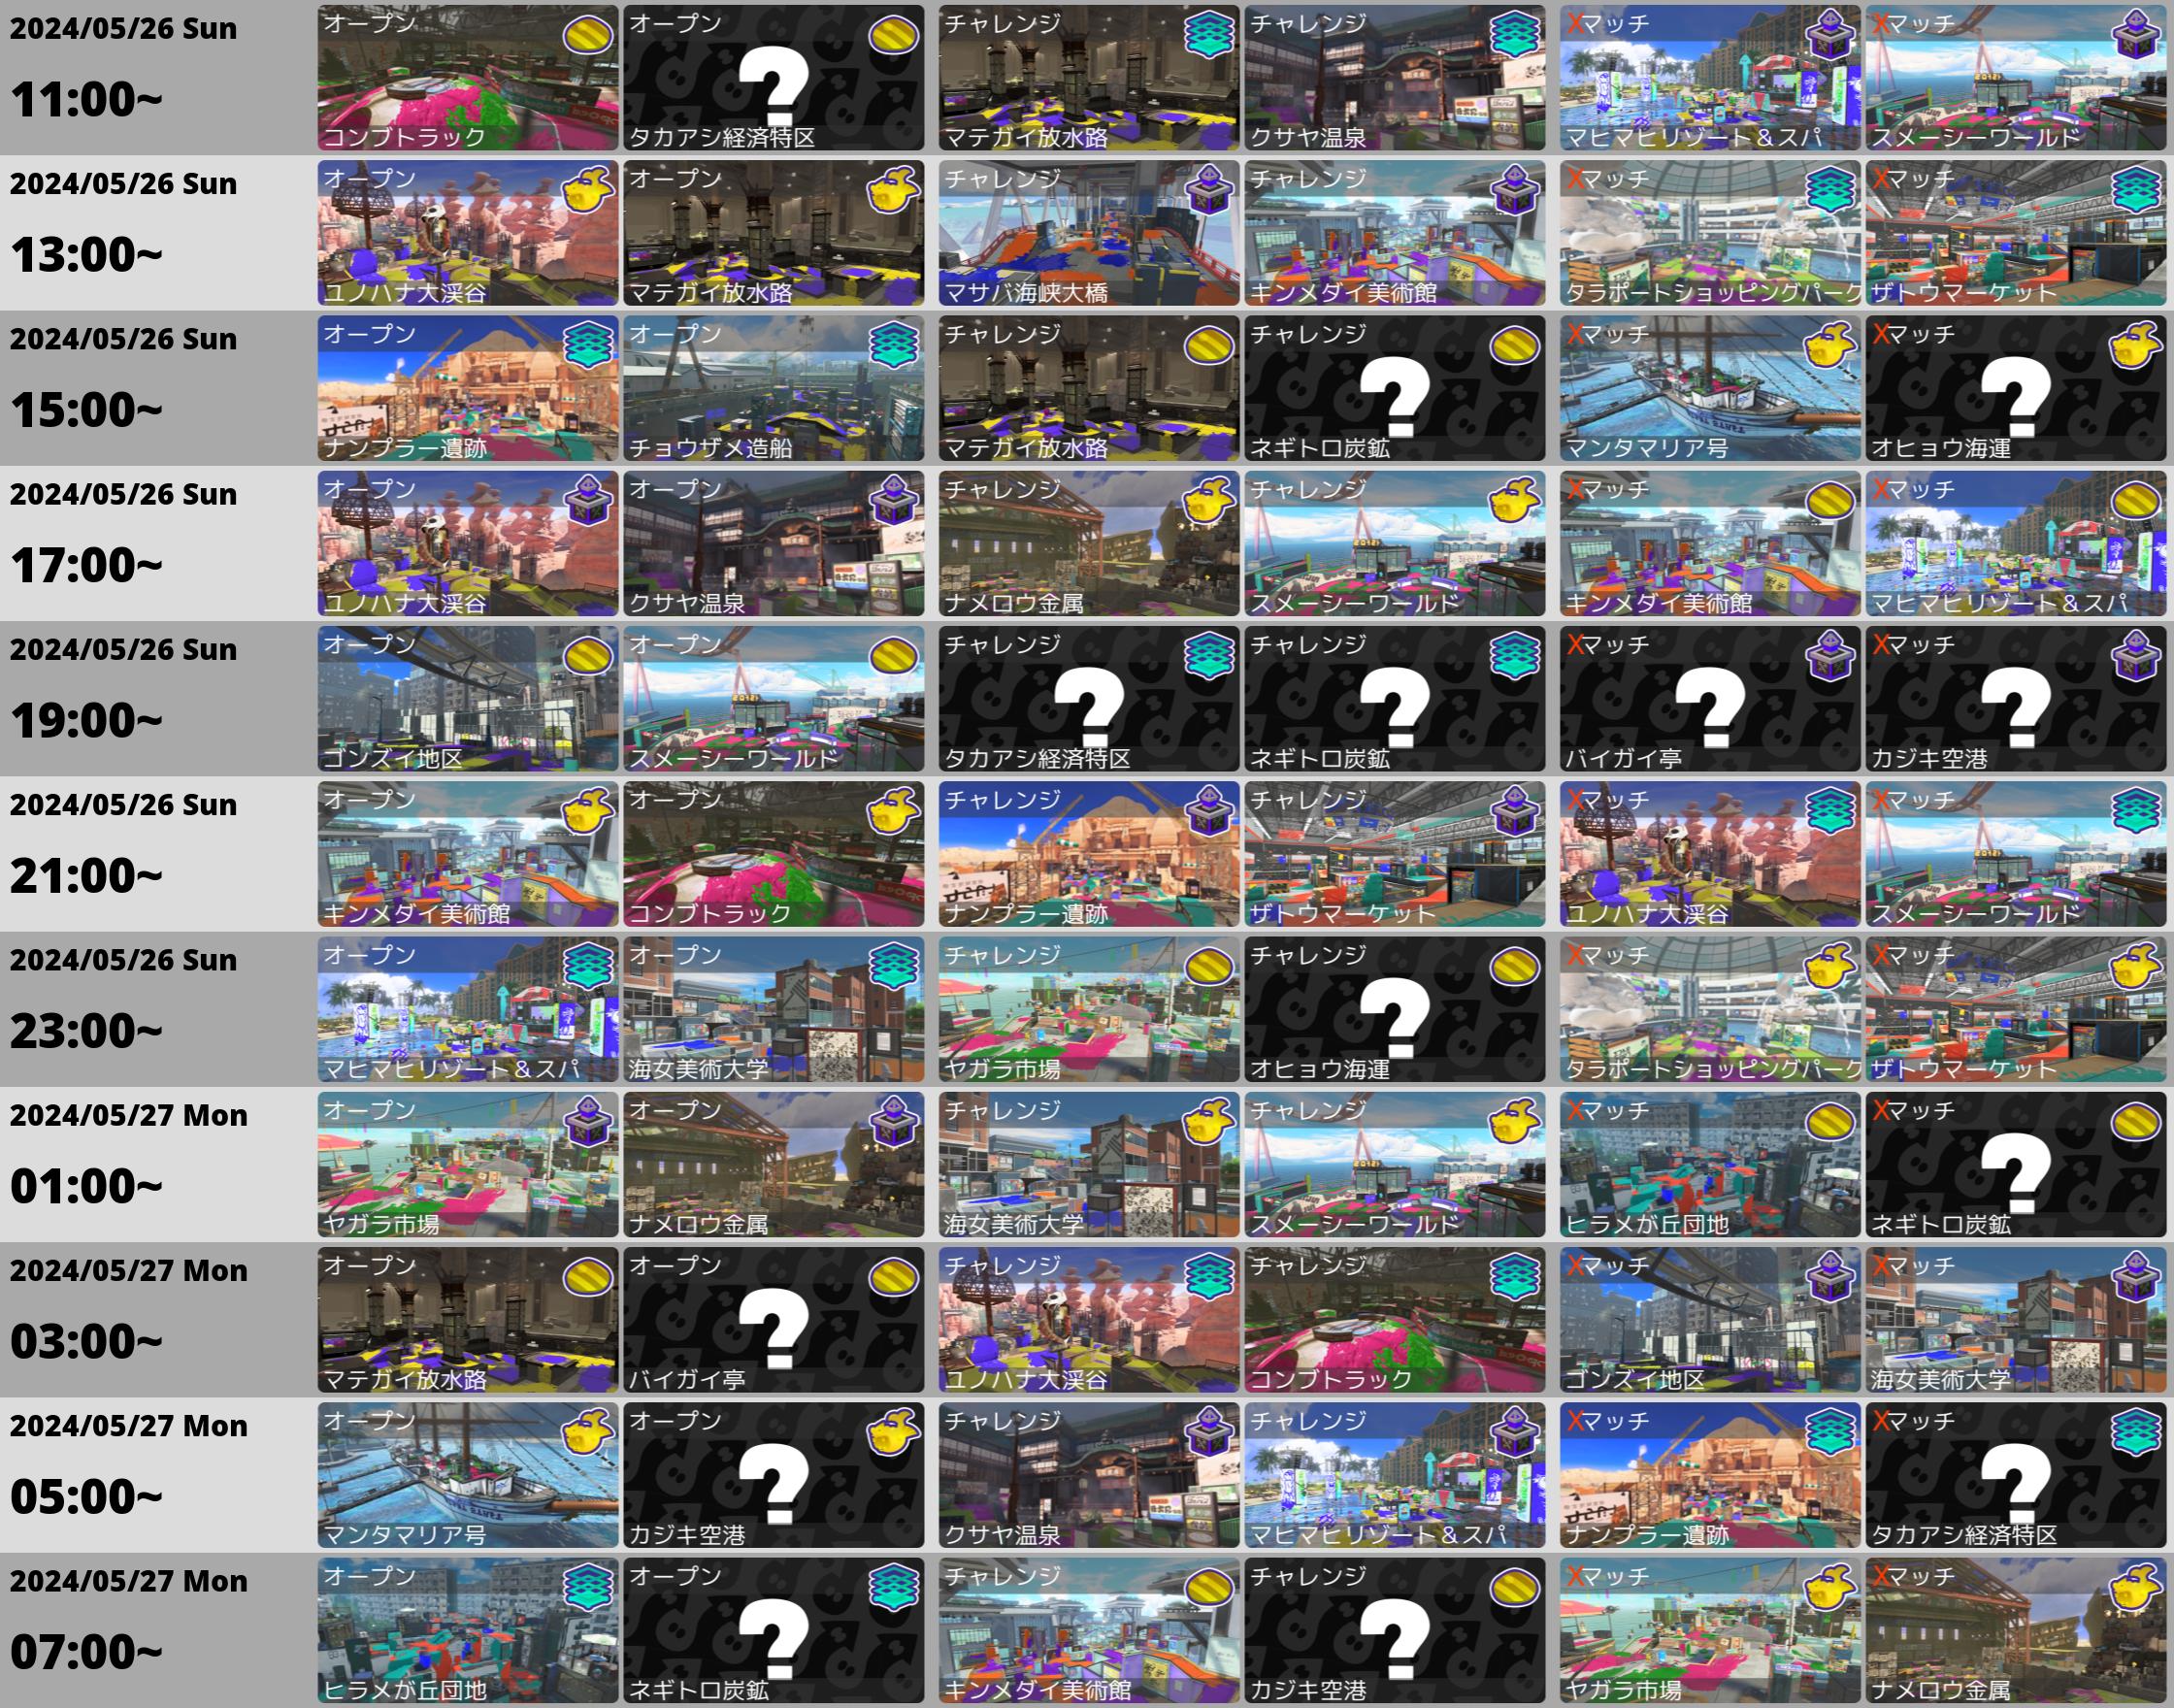 2024/05/26 Sun
11:00~
オープン
コンブトラック
オープン
タカアシ経済特区
チャレンジ
マテガイ放水路
チャレンジ
クサヤ温泉
Xマッチ
マヒマヒリゾート＆スパ
Xマッチ
スメーシーワールド
2024/05/26 Sun
13:00~
オープン
ユノハナ大渓谷
オープン
マテガイ放水路
チャレンジ
マサバ海峡大橋
チャレンジ
キンメダイ美術館
Xマッチ
タラポートショッピングパーク
Xマッチ
ザトウマーケット
2024/05/26 Sun
15:00~
オープン
ナンプラー遺跡
オープン
チョウザメ造船
チャレンジ
マテガイ放水路
チャレンジ
ネギトロ炭鉱
Xマッチ
マンタマリア号
Xマッチ
オヒョウ海運
2024/05/26 Sun
17:00~
オープン
ユノハナ大渓谷
オープン
クサヤ温泉
チャレンジ
ナメロウ金属
チャレンジ
スメーシーワールド
Xマッチ
キンメダイ美術館
Xマッチ
マヒマヒリゾート＆スパ
2024/05/26 Sun
19:00~
オープン
ゴンズイ地区
オープン
スメーシーワールド
チャレンジ
タカアシ経済特区
チャレンジ
ネギトロ炭鉱
Xマッチ
バイガイ亭
Xマッチ
カジキ空港
2024/05/26 Sun
21:00~
オープン
キンメダイ美術館
オープン
コンブトラック
チャレンジ
ナンプラー遺跡
チャレンジ
ザトウマーケット
Xマッチ
ユノハナ大渓谷
Xマッチ
スメーシーワールド
2024/05/26 Sun
23:00~
オープン
マヒマヒリゾート＆スパ
オープン
海女美術大学
チャレンジ
ヤガラ市場
チャレンジ
オヒョウ海運
Xマッチ
タラポートショッピングパーク
Xマッチ
ザトウマーケット
2024/05/27 Mon
01:00~
オープン
ヤガラ市場
オープン
ナメロウ金属
チャレンジ
海女美術大学
チャレンジ
スメーシーワールド
Xマッチ
ヒラメが丘団地
Xマッチ
ネギトロ炭鉱
2024/05/27 Mon
03:00~
オープン
マテガイ放水路
オープン
バイガイ亭
チャレンジ
ユノハナ大渓谷
チャレンジ
コンブトラック
Xマッチ
ゴンズイ地区
Xマッチ
海女美術大学
2024/05/27 Mon
05:00~
オープン
マンタマリア号
オープン
カジキ空港
チャレンジ
クサヤ温泉
チャレンジ
マヒマヒリゾート＆スパ
Xマッチ
ナンプラー遺跡
Xマッチ
タカアシ経済特区
2024/05/27 Mon
07:00~
オープン
ヒラメが丘団地
オープン
ネギトロ炭鉱
チャレンジ
キンメダイ美術館
チャレンジ
カジキ空港
Xマッチ
ヤガラ市場
Xマッチ
ナメロウ金属